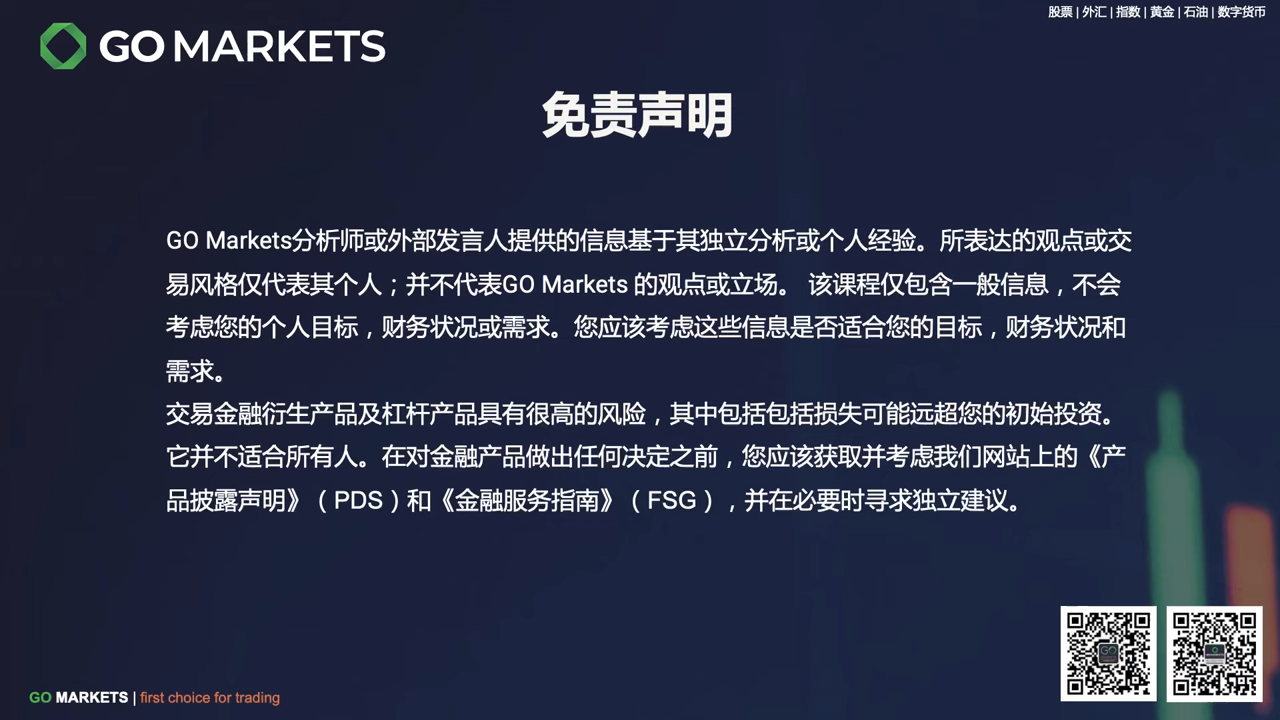 股票 | 外汇 | 指数 | 黄金 | 石油 | 数字货币
GO MARKETS
免责声明
GO Markets分析师或外部发言人提供的信息基于其独立分析或个人经验。所表达的观点或交
易风格仅代表其个人；并不代表GO Markets 的观点或立场。 该课程仅包含一般信息，不会
考虑您的个人目标，财务状况或需求。您应该考虑这些信息是否适合您的目标，财务状况和
需求。
交易金融衍生产品及杠杆产品具有很高的风险，其中包括包括损失可能远超您的初始投资。
它并不适合所有人。在对金融产品做出任何决定之前，您应该获取并考虑我们网站上的《产
品披露声明》（PDS）和《金融服务指南》（FSG），并在必要时寻求独立建议。
GO MARKETS | first choice for trading